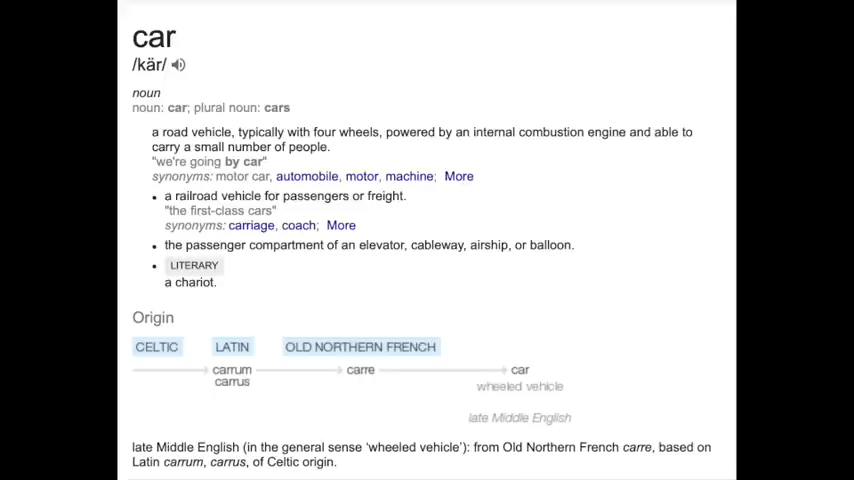 car
/kär/
noun
noun: car; plural noun: cars
a road vehicle, typically with four wheels, powered by an internal combustion engine and able to
carry a small number of people.
"we're going by car"
synonyms: motor car, automobile, motor, machine; More
• a railroad vehicle for passengers or freight.
"the first-class cars"
synonyms: carriage, coach; More
• the passenger compartment of an elevator, cableway, airship, or balloon.
• LITERARY
a chariot.
Origin
CELTIC LATIN OLD NORTHERN FRENCH
carrum carre car
carrus wheeled vehicle
late Middle English
late Middle English (in the general sense ‘wheeled vehicle’): from Old Northern French carre, based on
Latin carrum, carrus, of Celtic origin.